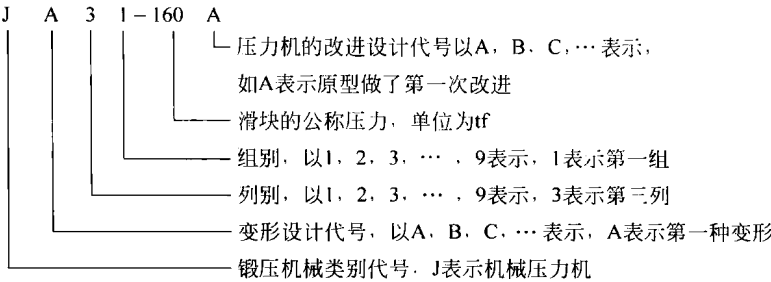 J A 3 1-160 A
压力机的改进设计代号以A，B、C，…表示，
如A表示原型做了第一次改进
滑块的公称压力，单位为tf
组别，以1，2，3，…，9表示，1表示第一组
列别，以1，2，3，…，9表示，3表示第三列
变形设计代号，以A、B、C，…表示，A表示第一种变形
锻压机械类别代号，J表示机械压力机